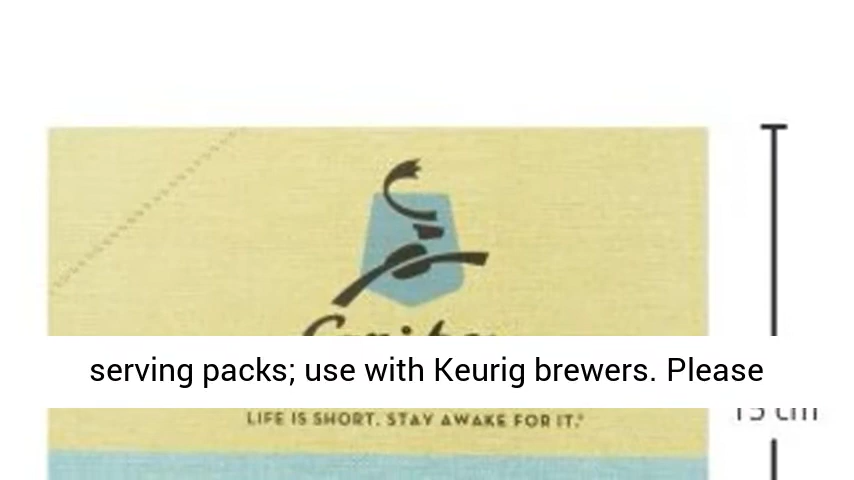 serving packs; use with Keurig brewers. Please
LIFE IS SHORT. STAY AWAKE FOR IT.®